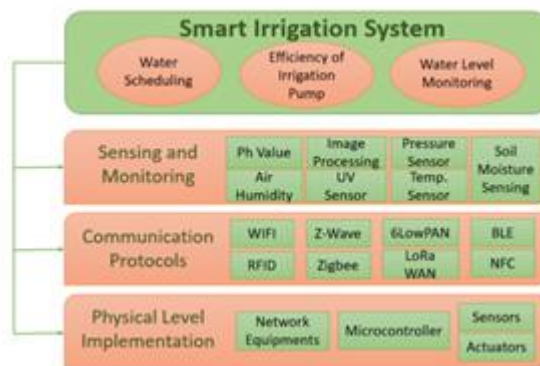 Smart Irrigation System
Water
Scheduling
Efficiency of
Irrigation
Pump
Water Level
Monitoring
Sensing and
Monitoring
Ph Value
Image
Processing
Pressure
Sensor
Soil
Moisture
Sensing
Air
Humidity
UV
Sensor
Temp.
Sensor
Communication
Protocols
WIFI
Z-Wave
6LowPAN
BLE
RFID
Zigbee
LoRa
WAN
NFC
Physical Level
Implementation
Network
Equipments
Microcontroller
Sensors
Actuators